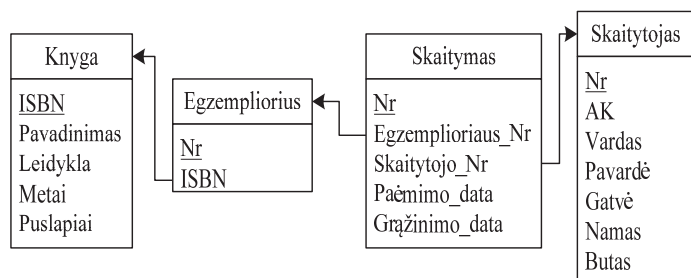 Knyga
ISBN
Pavadinimas
Leidykla
Metai
Puslapiai
Egzempliorius
Nr
ISBN
Skaitymas
Nr
Egzemplioriaus_Nr
Skaitytojo_Nr
Paėmimo_data
Grąžinimo_data
Skaitytojas
Nr
AK
Vardas
Pavardė
Gatvė
Namas
Butas